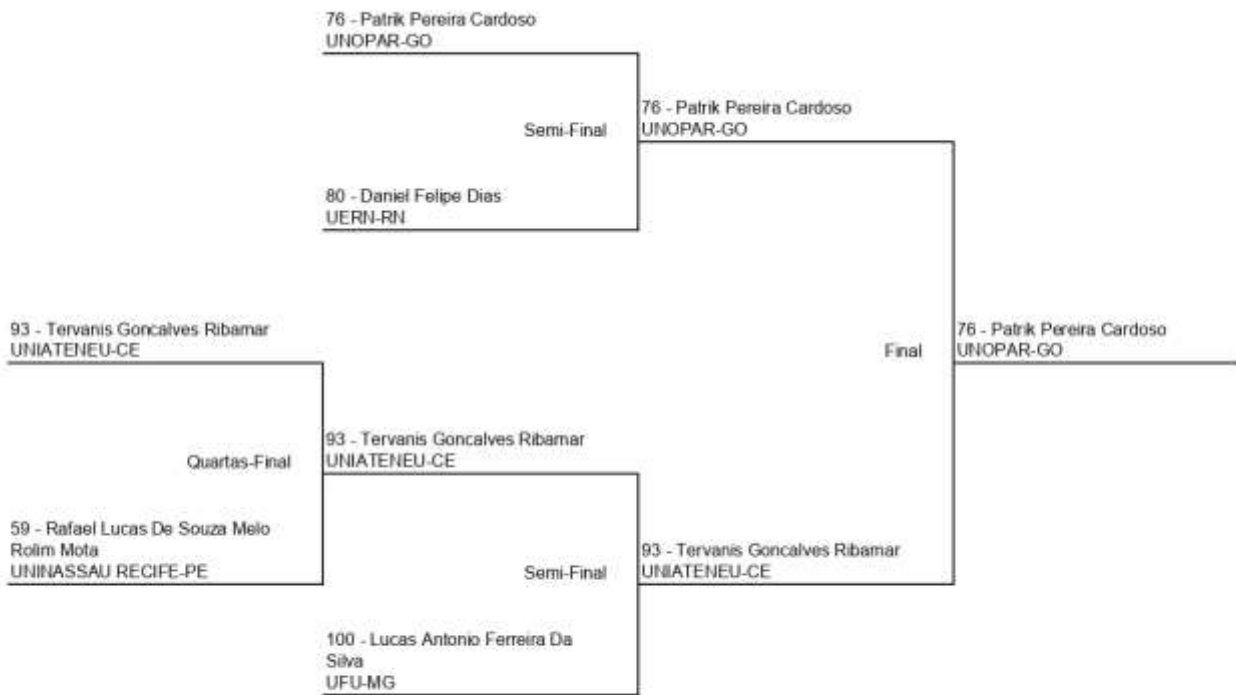 76 - Patrik Pereira Cardoso
UNOPAR-GO
76 - Patrik Pereira Cardoso
UNOPAR-GO
Semi-Final
80 - Daniel Felipe Dias
UERN-RN
93 - Tervanis Goncalves Ribamar
UNIATENEU-CE
76 - Patrik Pereira Cardoso
UNOPAR-GO
Final
93 - Tervanis Goncalves Ribamar
UNIATENEU-CE
Quartas-Final
59 - Rafael Lucas De Souza Melo
Rolim Mota
UNINASSAU RECIFE-PE
93 - Tervanis Goncalves Ribamar
UNIATENEU-CE
Semi-Final
100 - Lucas Antonio Ferreira Da
Silva
UFU-MG